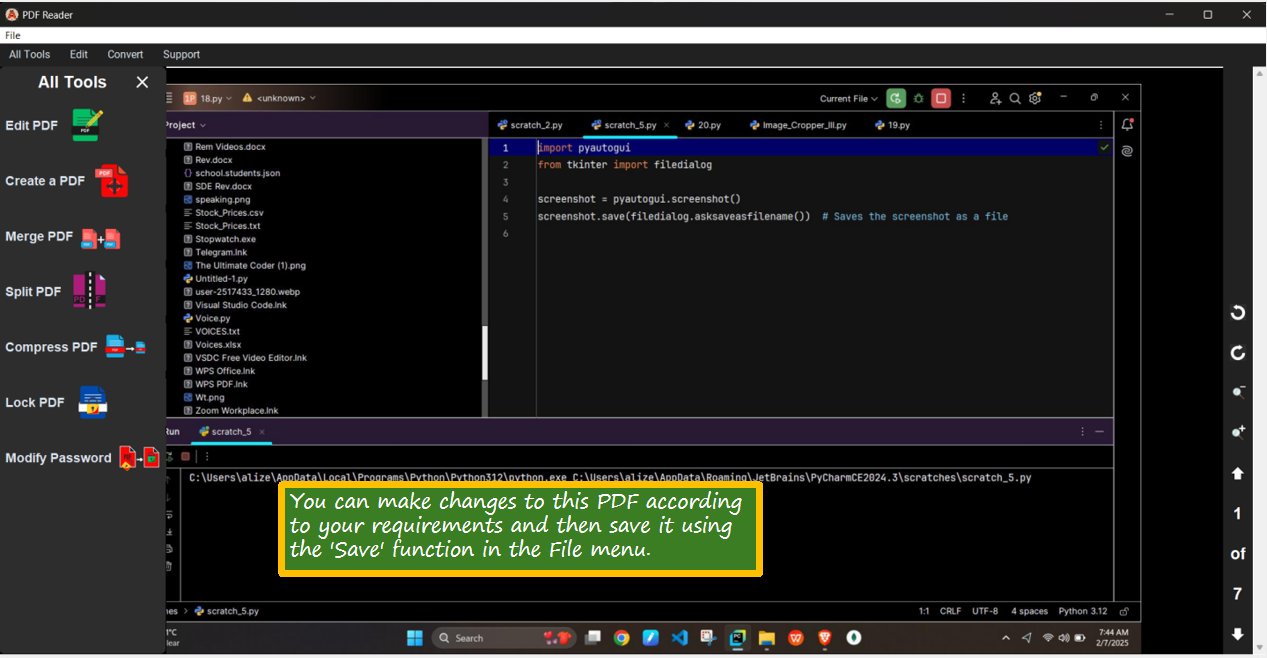 PDF Reader
File
All Tools Edit Convert Support
All Tools
Edit PDF
Create a PDF
Merge PDF
Split PDF
Compress PDF
Lock PDF
Modify Password
18.py <unknown> Current File
Project
scratch_2.py scratch_5.py 20.py Image_Cropper_III.py 19.py
Rem Videos.docx
Rev.docx
school.students.json
SDE Rev.docx
speaking.png
Stock_Prices.csv
Stock_Prices.txt
Stopwatch.exe
Telegram.lnk
The Ultimate Coder (1).png
Untitled-1.py
user-2517433_1280.webp
Visual Studio Code.lnk
Voice.py
VOICES.txt
Voices.xlsx
VSDC Free Video Editor.lnk
WPS Office.lnk
WPS PDF.lnk
Wt.png
Zoom Workplace.lnk
1 import pyautogui
2 from tkinter import filedialog
3
4 screenshot = pyautogui.screenshot()
5 screenshot.save(filedialog.asksaveasfilename()) # Saves the screenshot as a file
6
Run scratch_5
C:\Users\alize\AppData\Local\Programs\Python\Python312\python.exe C:\Users\alize\AppData\Roaming\JetBrains\PyCharmCE2024.3\scratches\scratch_5.py
You can make changes to this PDF according
to your requirements and then save it using
the 'Save' function in the File menu.
scratch_5.py 1:1 CRLF UTF-8 4 spaces Python 3.12
Search 7:44 AM
2/7/2025
1
of
7